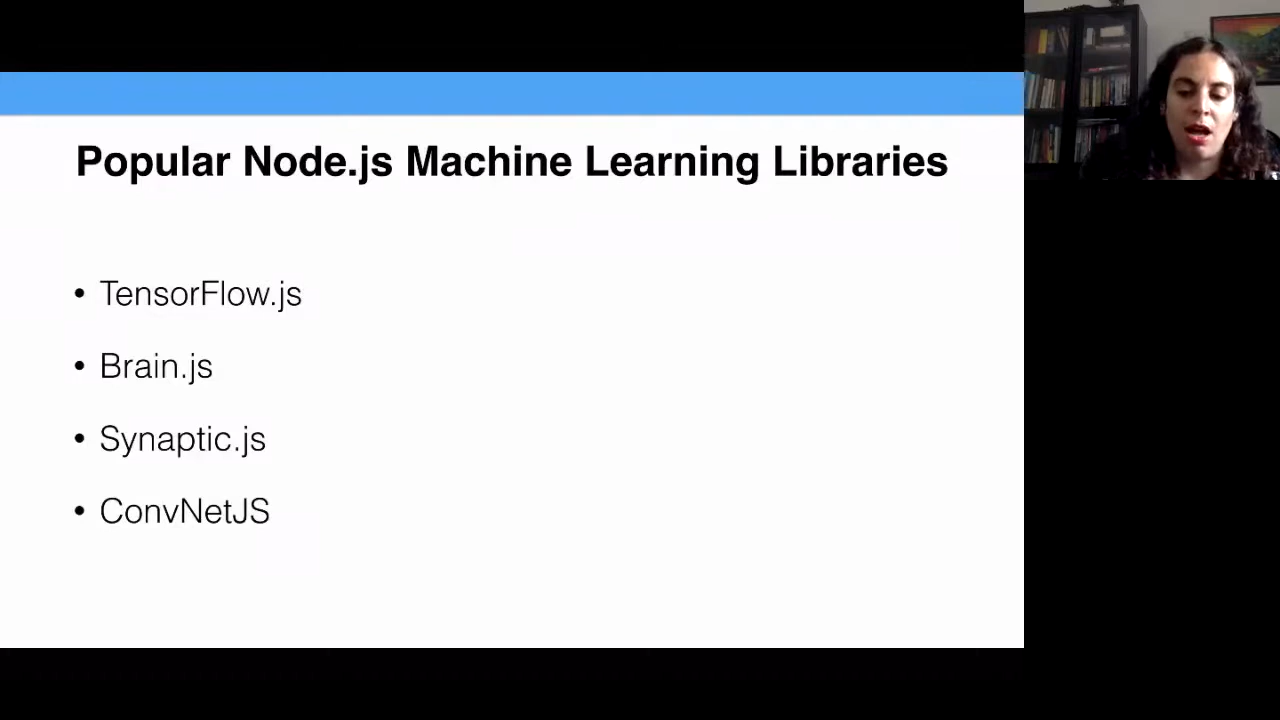 Popular Node.js Machine Learning Libraries
• TensorFlow.js
• Brain.js
• Synaptic.js
• ConvNetJS